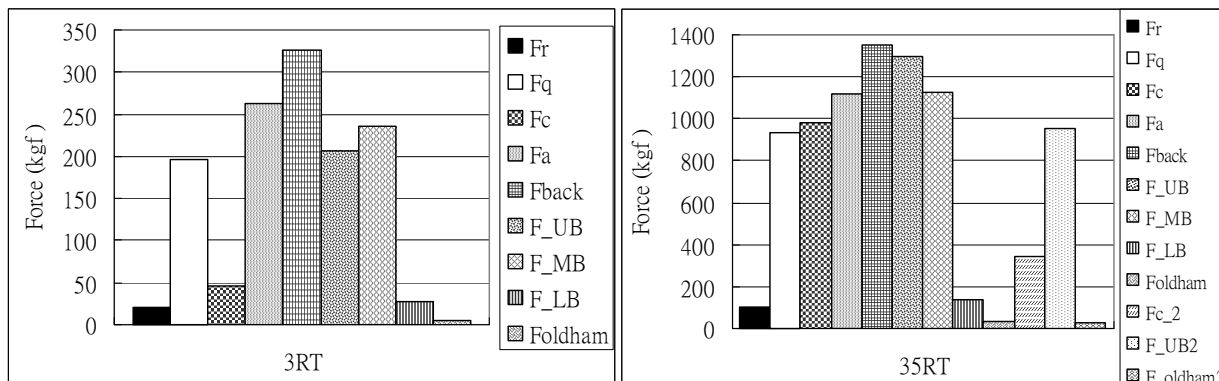 350
300
250
200
150
100
50
0
Force (kgf )
3RT
Fr
Fq
Fc
Fa
Fback
F_UB
F_MB
F_LB
Foldham
1400
1200
1000
800
600
400
200
0
Force (kgf )
35RT
Fr
Fq
Fc
Fa
Fback
F_UB
F_MB
F_LB
Foldham
Fc_2
F_UB2
F_oldham2